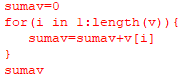 sumav=0
for(i in 1:length(v)){
   sumav=sumav+v[i]
}
sumav